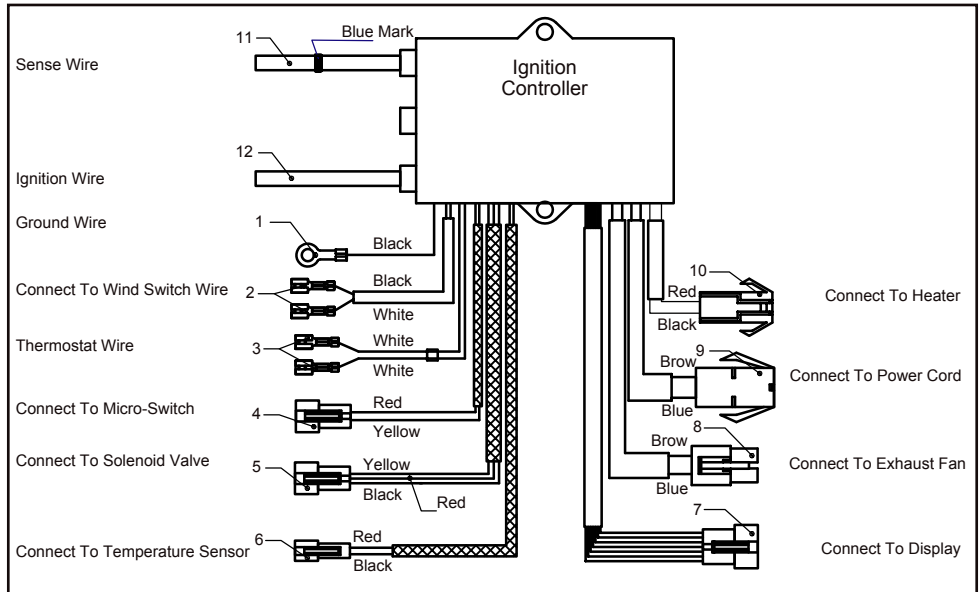 11
Blue Mark
Sense Wire
Ignition
Controller
12
Ignition Wire
Ground Wire
1
Black
Connect To Wind Switch Wire
2
Black
White
Thermostat Wire
3
White
White
Connect To Micro-Switch
4
Red
Yellow
Connect To Solenoid Valve
5
Yellow
Black
Red
Connect To Temperature Sensor
6
Red
Black
10
Red
Black
Connect To Heater
9
Brow
Blue
Connect To Power Cord
8
Brow
Blue
Connect To Exhaust Fan
7
Connect To Display